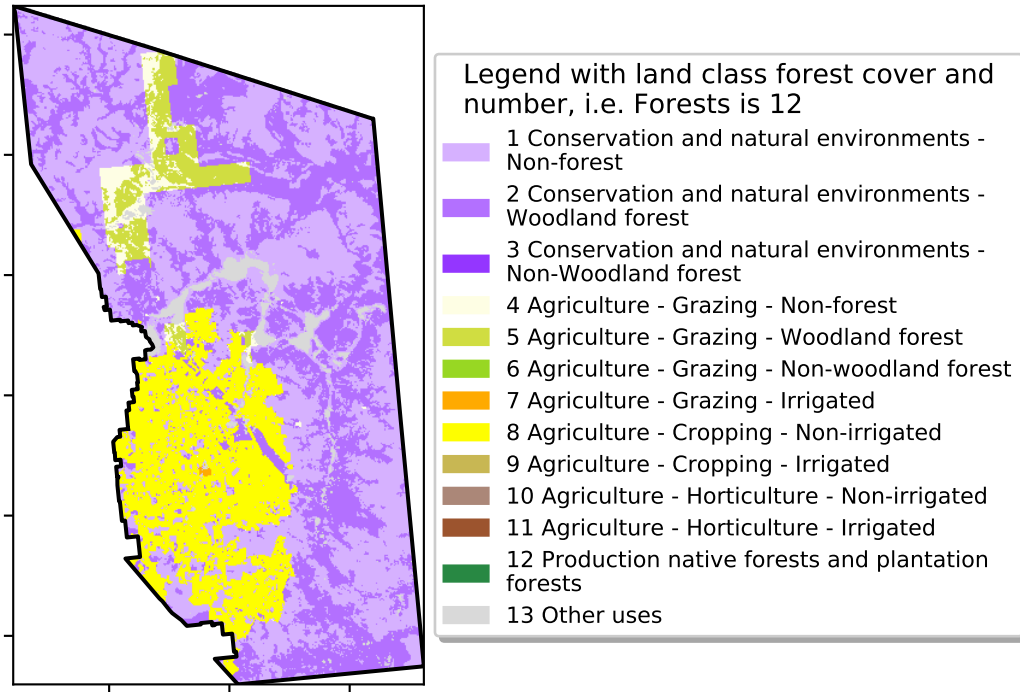 Legend with land class forest cover and
number, i.e. Forests is 12
1 Conservation and natural environments -
Non-forest
2 Conservation and natural environments -
Woodland forest
3 Conservation and natural environments -
Non-Woodland forest
4 Agriculture - Grazing - Non-forest
5 Agriculture - Grazing - Woodland forest
6 Agriculture - Grazing - Non-woodland forest
7 Agriculture - Grazing - Irrigated
8 Agriculture - Cropping - Non-irrigated
9 Agriculture - Cropping - Irrigated
10 Agriculture - Horticulture - Non-irrigated
11 Agriculture - Horticulture - Irrigated
12 Production native forests and plantation
forests
13 Other uses